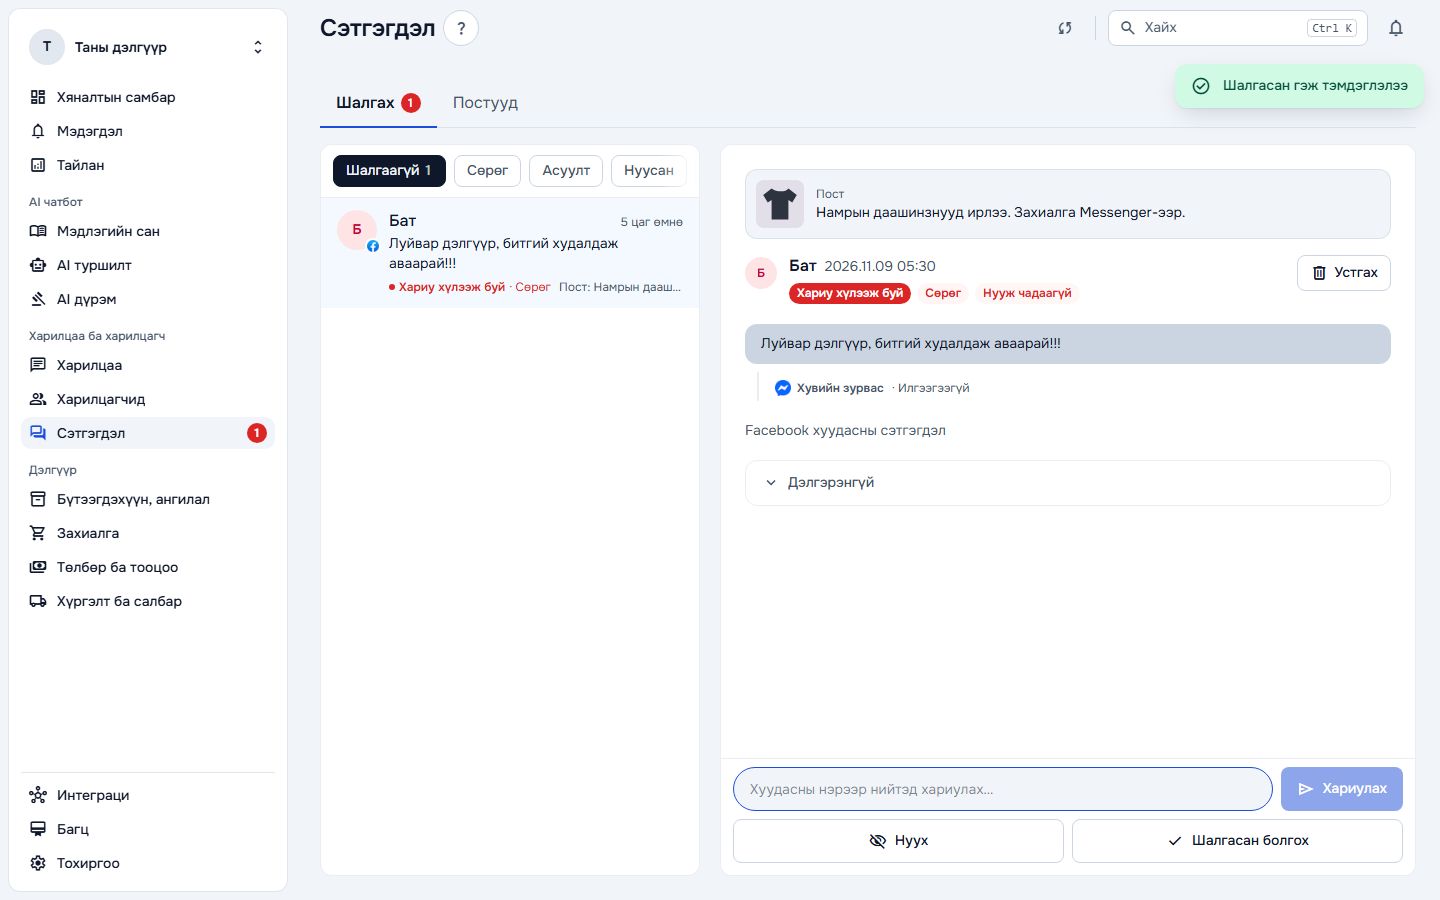 Т Таны дэлгүүр
Хяналтын самбар
Мэдэгдэл
Тайлан
AI чатбот
Мэдлэгийн сан
AI туршилт
AI дүрэм
Харилцаа ба харилцагч
Харилцаа
Харилцагчид
Сэтгэгдэл 1
Дэлгүүр
Бүтээгдэхүүн, ангилал
Захиалга
Төлбөр ба тооцоо
Хүргэлт ба салбар
Интеграци
Багц
Тохиргоо
Сэтгэгдэл ?
Хайх Ctrl K
Шалгасан гэж тэмдэглэлээ
Шалгах 1 Постууд
Шалгаагүй 1 Сөрөг Асуулт Нуусан
Б Бат 5 цаг өмнө
Луйвар дэлгүүр, битгий худалдаж
аваарай!!!
Хариу хүлээж буй · Сөрөг Пост: Намрын дааш...
Пост
Намрын даашинзнууд ирлээ. Захиалга Messenger-ээр.
Б Бат 2026.11.09 05:30
Устгах
Хариу хүлээж буй Сөрөг Нууж чадаагүй
Луйвар дэлгүүр, битгий худалдаж аваарай!!!
Хувийн зурвас · Илгээгээгүй
Facebook хуудасны сэтгэгдэл
Дэлгэрэнгүй
Хуудасны нэрээр нийтэд хариулах...
Хариулах
Нуух
Шалгасан болгох